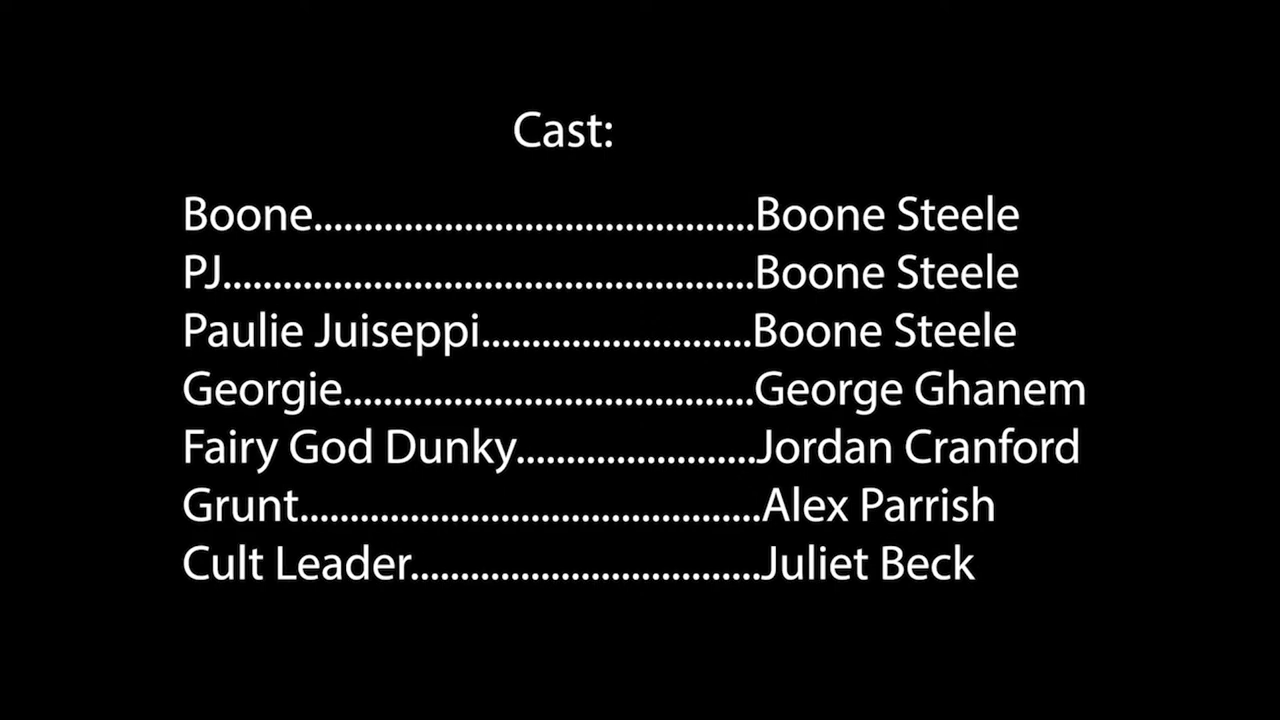 Cast:
Boone............................................Boone Steele
PJ.....................................................Boone Steele
Paulie Juiseppi...........................Boone Steele
Georgie.........................................George Ghanem
Fairy God Dunky........................Jordan Cranford
Grunt..............................................Alex Parrish
Cult Leader...................................Juliet Beck